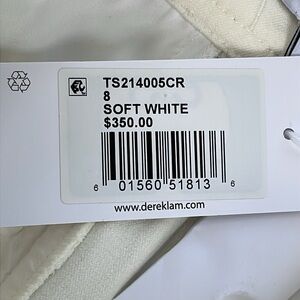 TS214005CR
8
SOFT WHITE
$350.00
6 01560 51813 6
www.dereklam.com